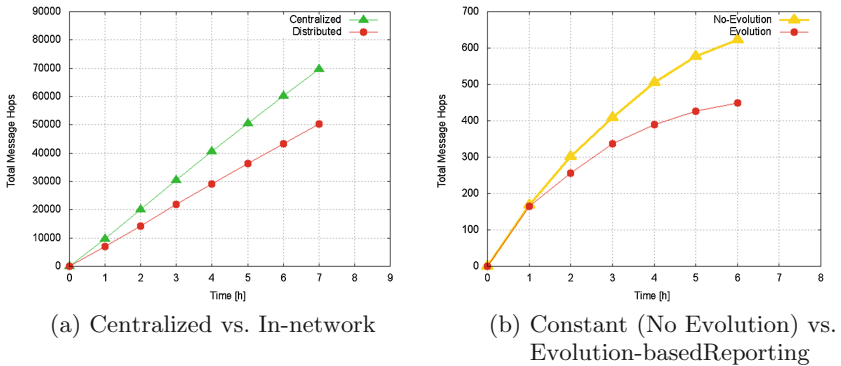 Centralized
Distributed
90000
80000
70000
60000
50000
40000
30000
20000
10000
0
Total Message Hops
0 1 2 3 4 5 6 7 8 9
Time [h]
(a) Centralized vs. In-network
No-Evolution
Evolution
700
600
500
400
300
200
100
0
Total Message Hops
0 1 2 3 4 5 6 7 8
Time [h]
(b) Constant (No Evolution) vs.
Evolution-basedReporting